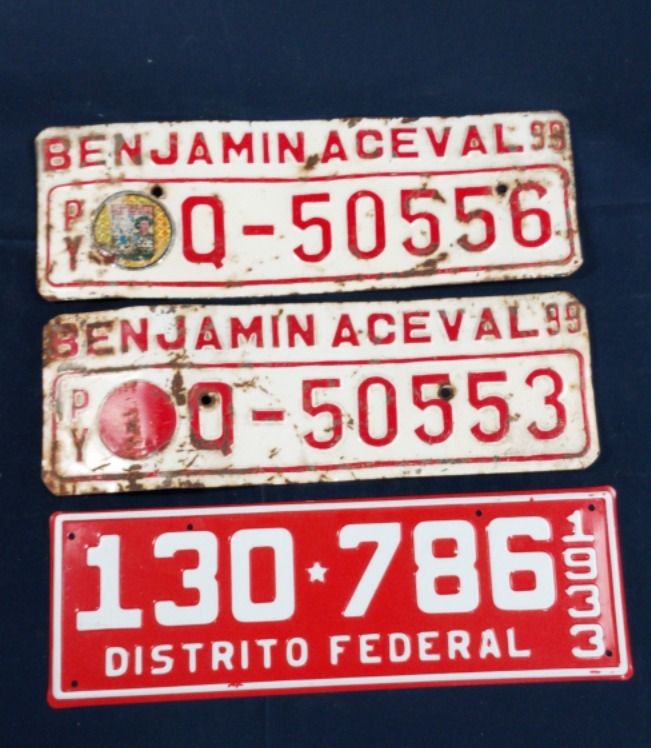 BENJAMIN ACEVAL 99
PY Q-50556
BENJAMIN ACEVAL 99
PY Q-50553
130★786 1933
DISTRITO FEDERAL